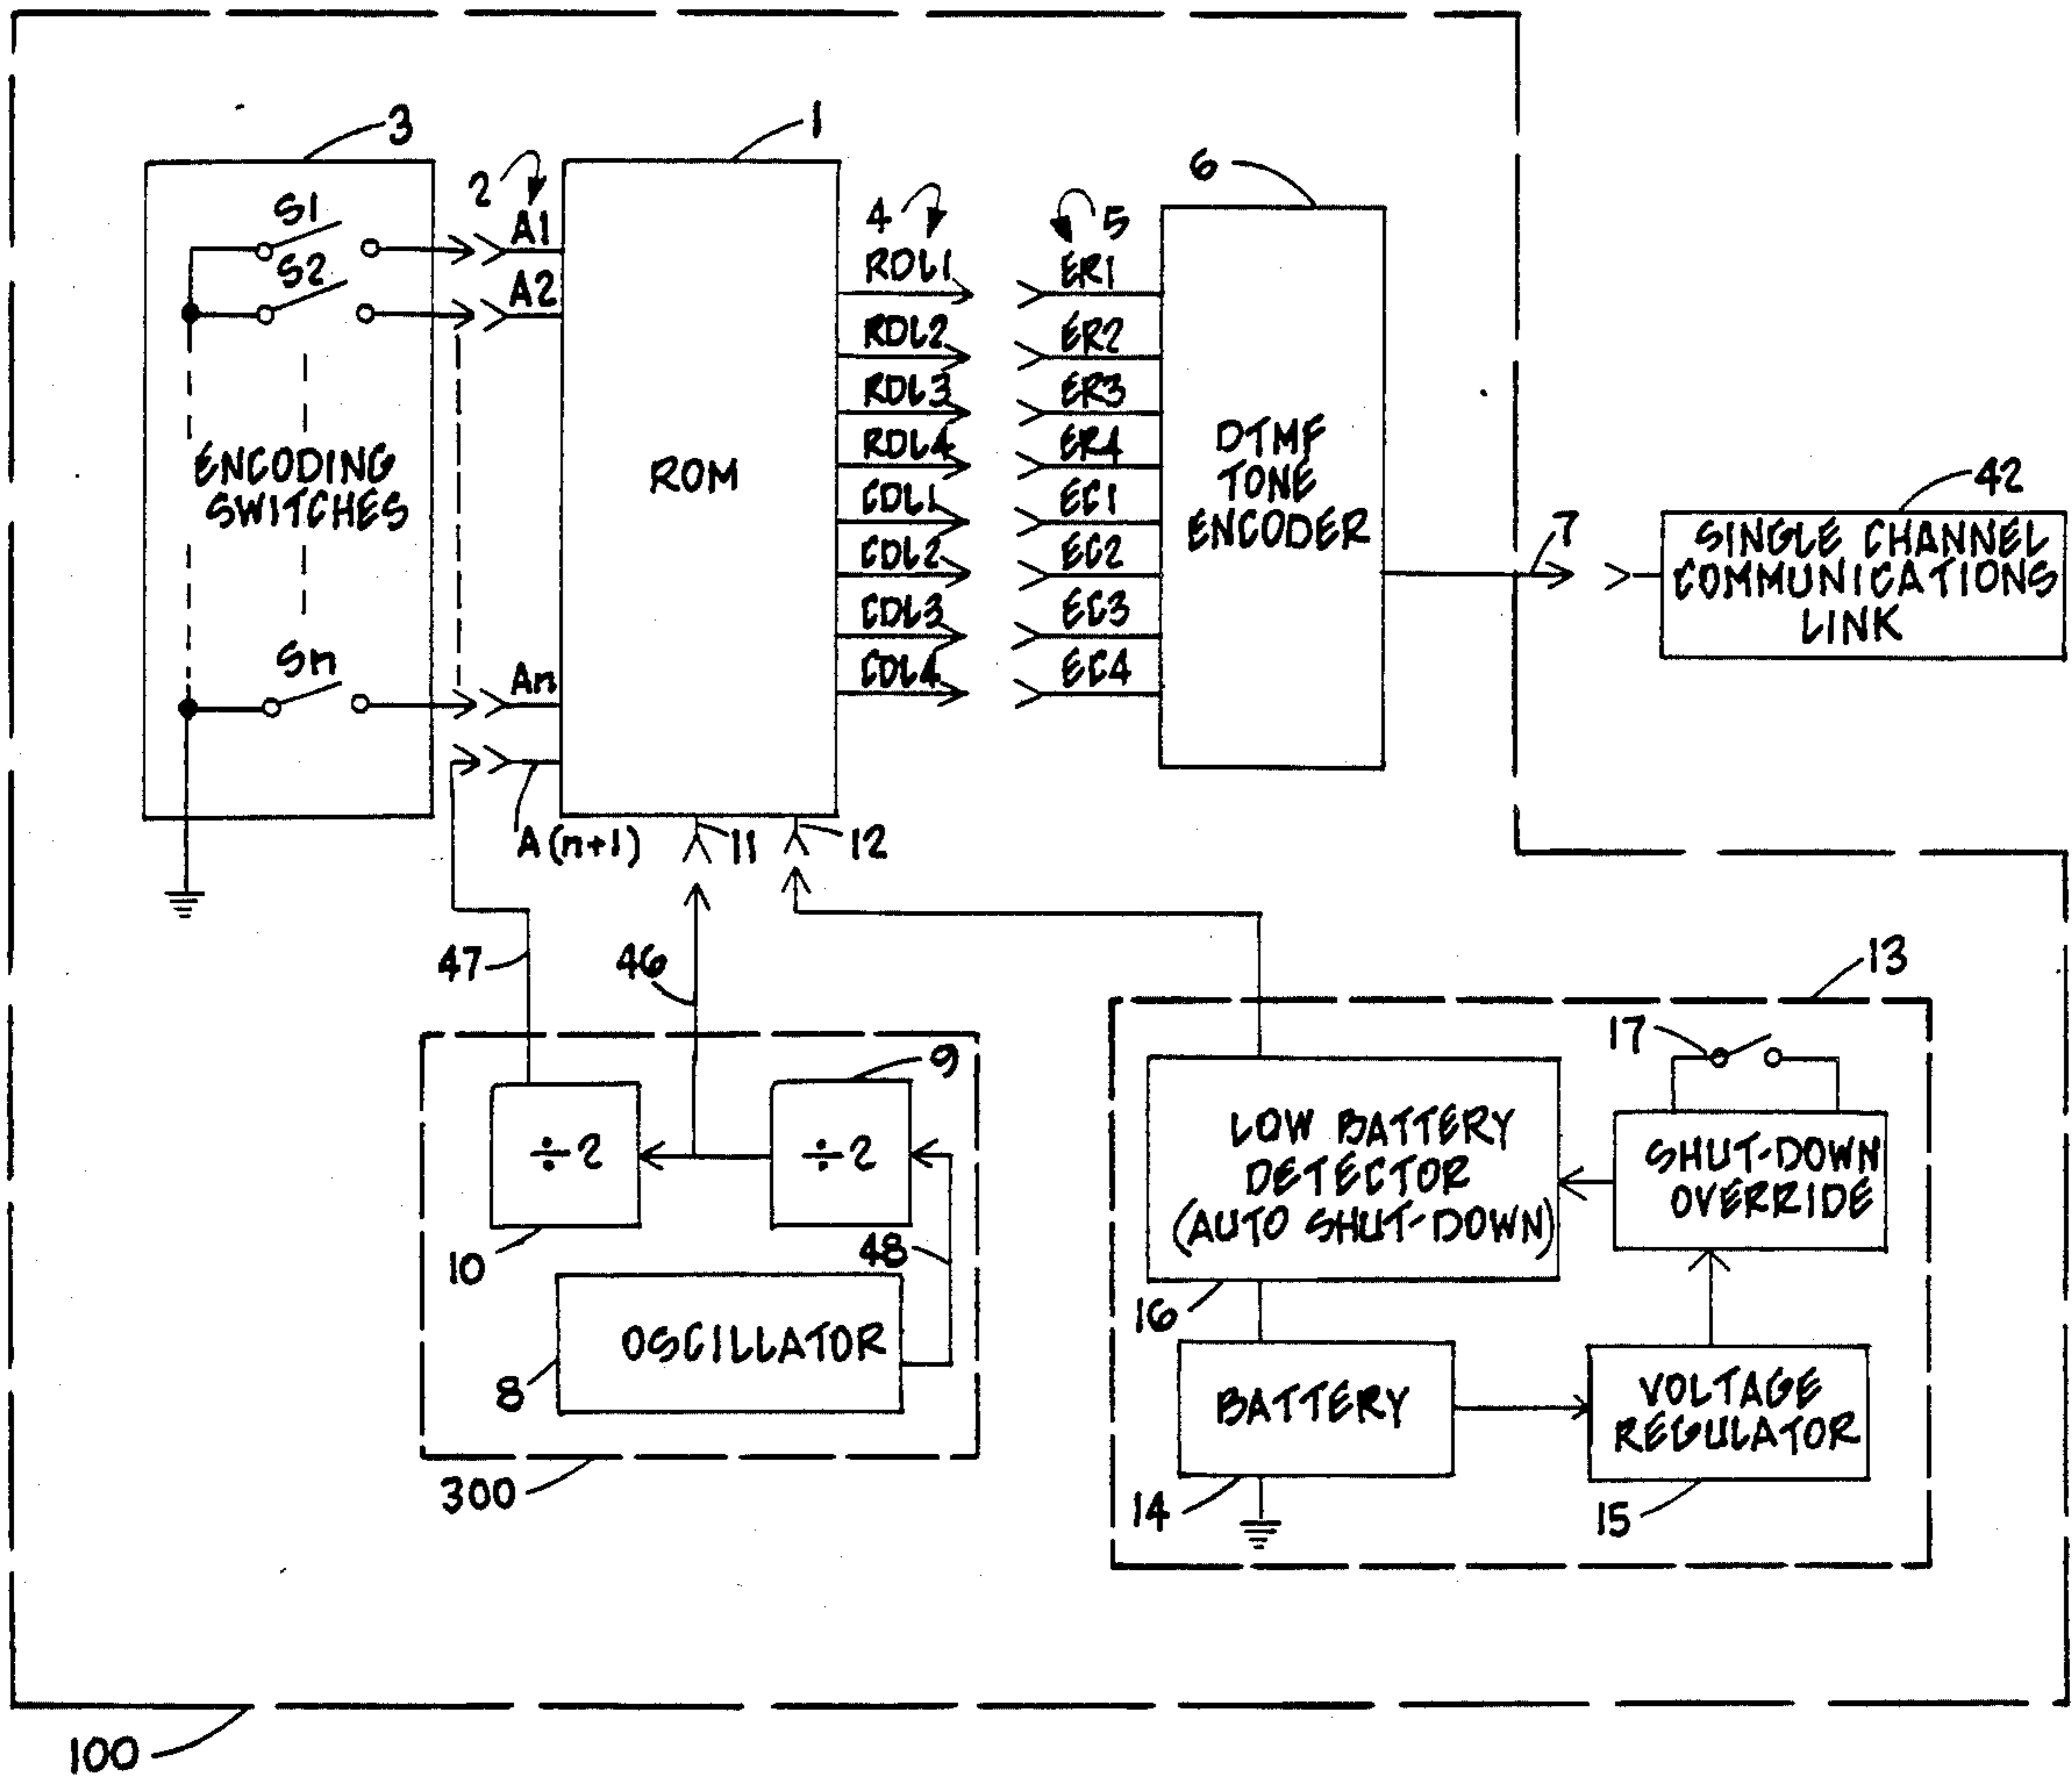 3
1
S1
2
A1
S2
A2
ENCODING
SWITCHES
Sn
An
A(n+1)
ROM
11
12
4
5
6
RDL1
ER1
RDL2
ER2
RDL3
ER3
RDL4
ER4
CDL1
EC1
CDL2
EC2
CDL3
EC3
CDL4
EC4
DTMF
TONE
ENCODER
7
42
SINGLE CHANNEL
COMMUNICATIONS
LINK
47
46
9
÷2
÷2
10
48
OSCILLATOR
8
300
13
17
LOW BATTERY
DETECTOR
(AUTO SHUT-DOWN)
SHUT-DOWN
OVERRIDE
16
BATTERY
VOLTAGE
REGULATOR
14
15
100